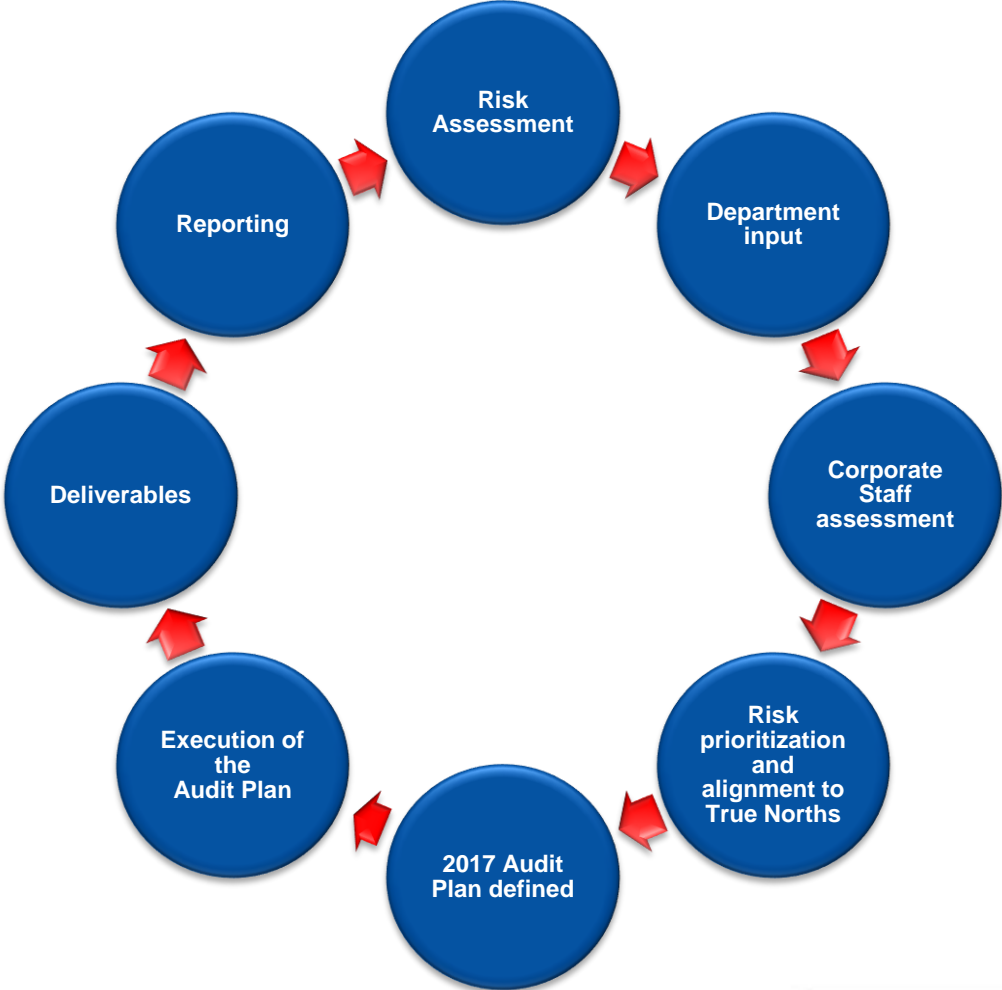 Risk
Assessment
Department
input
Corporate
Staff
assessment
Risk
prioritization
and
alignment to
True Norths
2017 Audit
Plan defined
Execution of
the
Audit Plan
Deliverables
Reporting